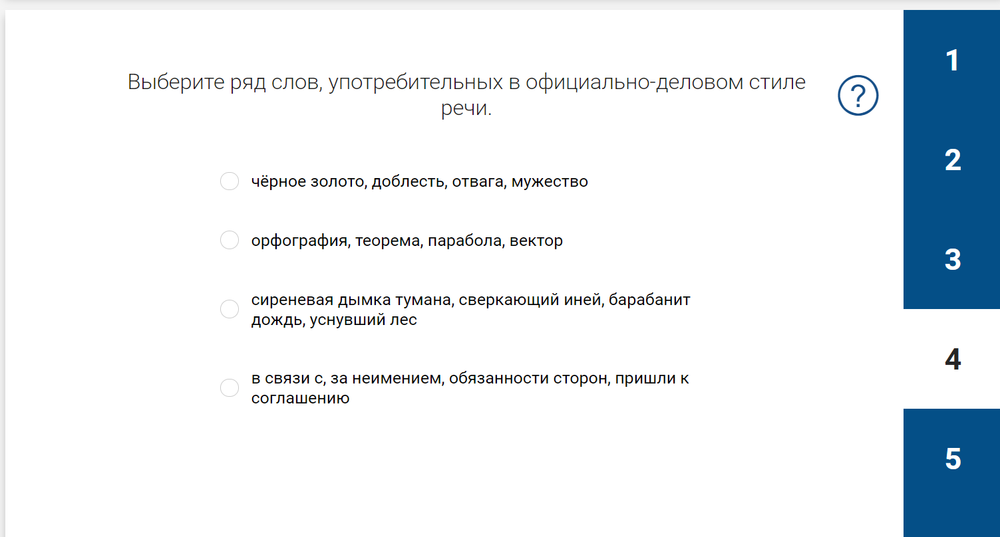 Выберите ряд слов, употребительных в официально-деловом стиле
речи.
?
чёрное золото, доблесть, отвага, мужество
орфография, теорема, парабола, вектор
сиреневая дымка тумана, сверкающий иней, барабанит
дождь, уснувший лес
в связи с, за неимением, обязанности сторон, пришли к
соглашению
1
2
3
4
5